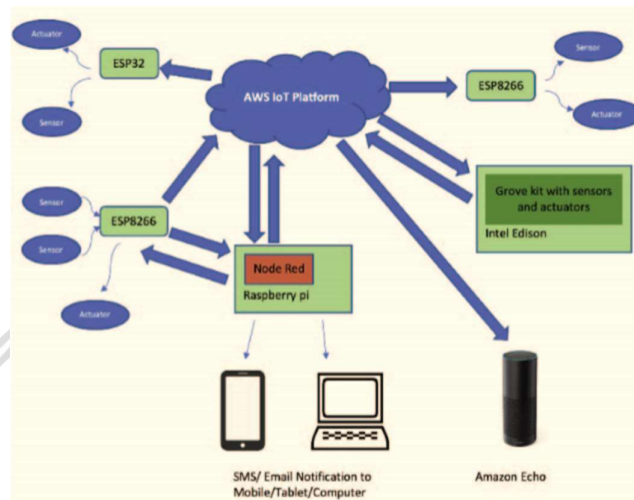 Actuator
ESP32
Sensor
AWS IoT Platform
Sensor
ESP8266
Actuator
Sensor
ESP8266
Sensor
Actuator
Grove kit with sensors
and actuators
Intel Edison
Node Red
Raspberry pi
SMS/ Email Notification to
Mobile/Tablet/Computer
Amazon Echo